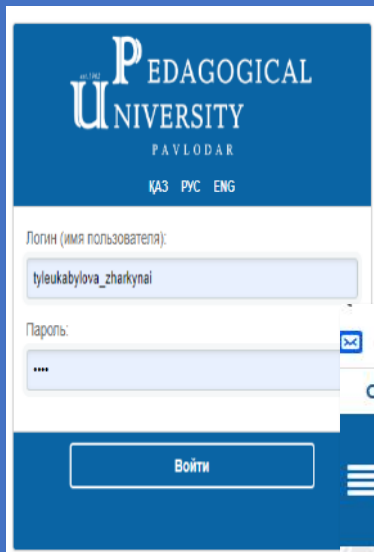 est. 1962
PEDAGOGICAL
UNIVERSITY
PAVLODAR
ҚАЗ РУС ENG
Логин (имя пользователя):
tyleukabylova_zharkynai
Пароль:
••••
Войти